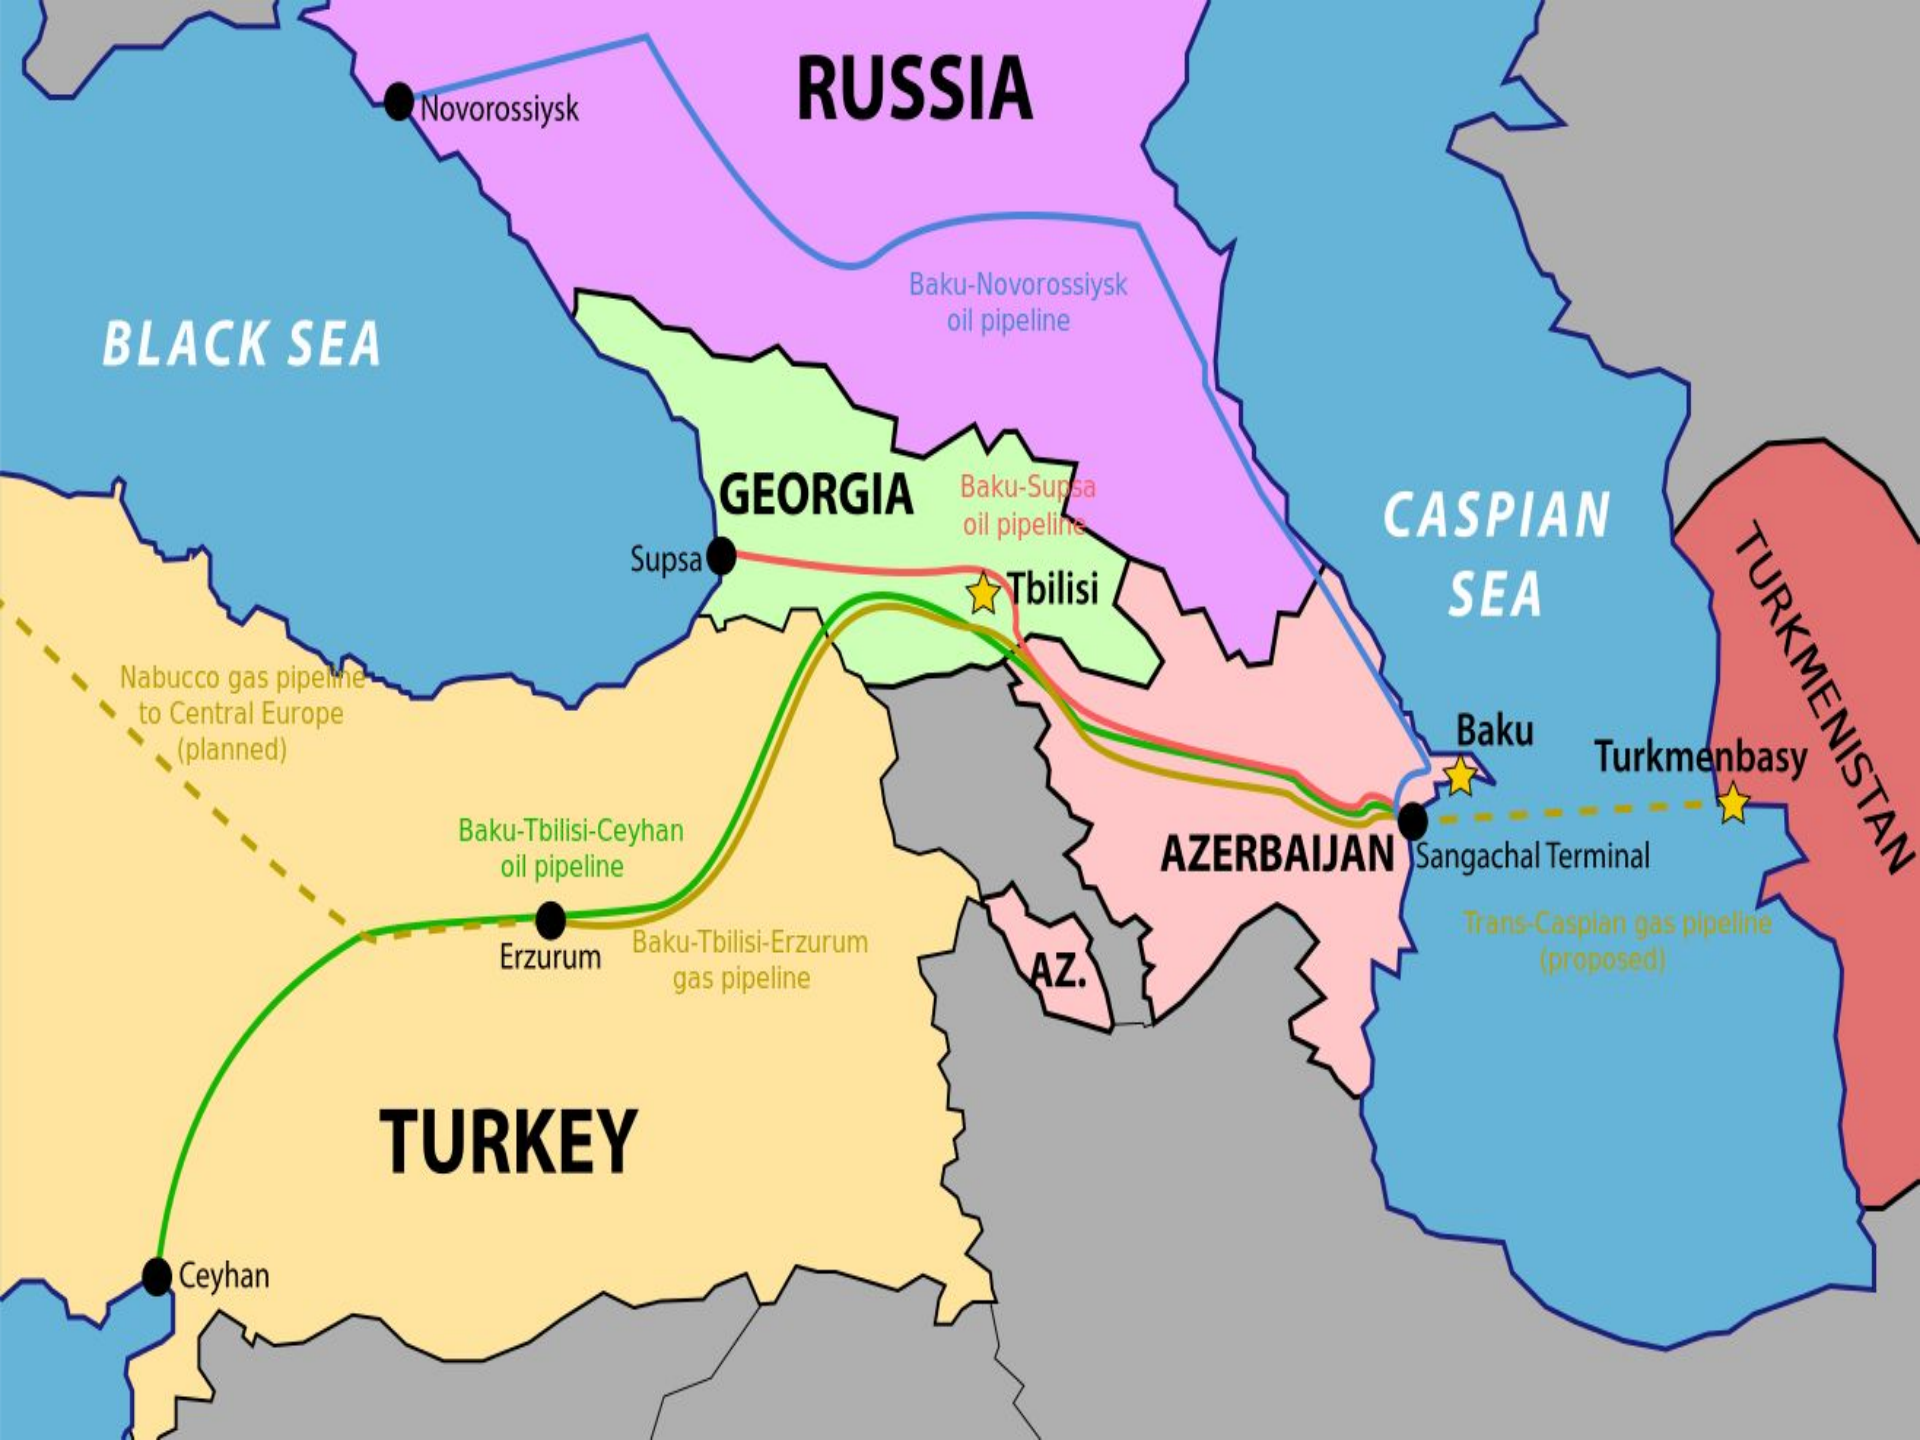 RUSSIA
Novorossiysk
Baku-Novorossiysk
oil pipeline
BLACK SEA
GEORGIA
Baku-Supsa
oil pipeline
Supsa
Tbilisi
CASPIAN
SEA
TURKMENISTAN
Nabucco gas pipeline
to Central Europe
(planned)
Baku
Turkmenbasy
Baku-Tbilisi-Ceyhan
oil pipeline
AZERBAIJAN
Sangachal Terminal
Erzurum
Baku-Tbilisi-Erzurum
gas pipeline
AZ.
Trans-Caspian gas pipeline
(proposed)
TURKEY
Ceyhan